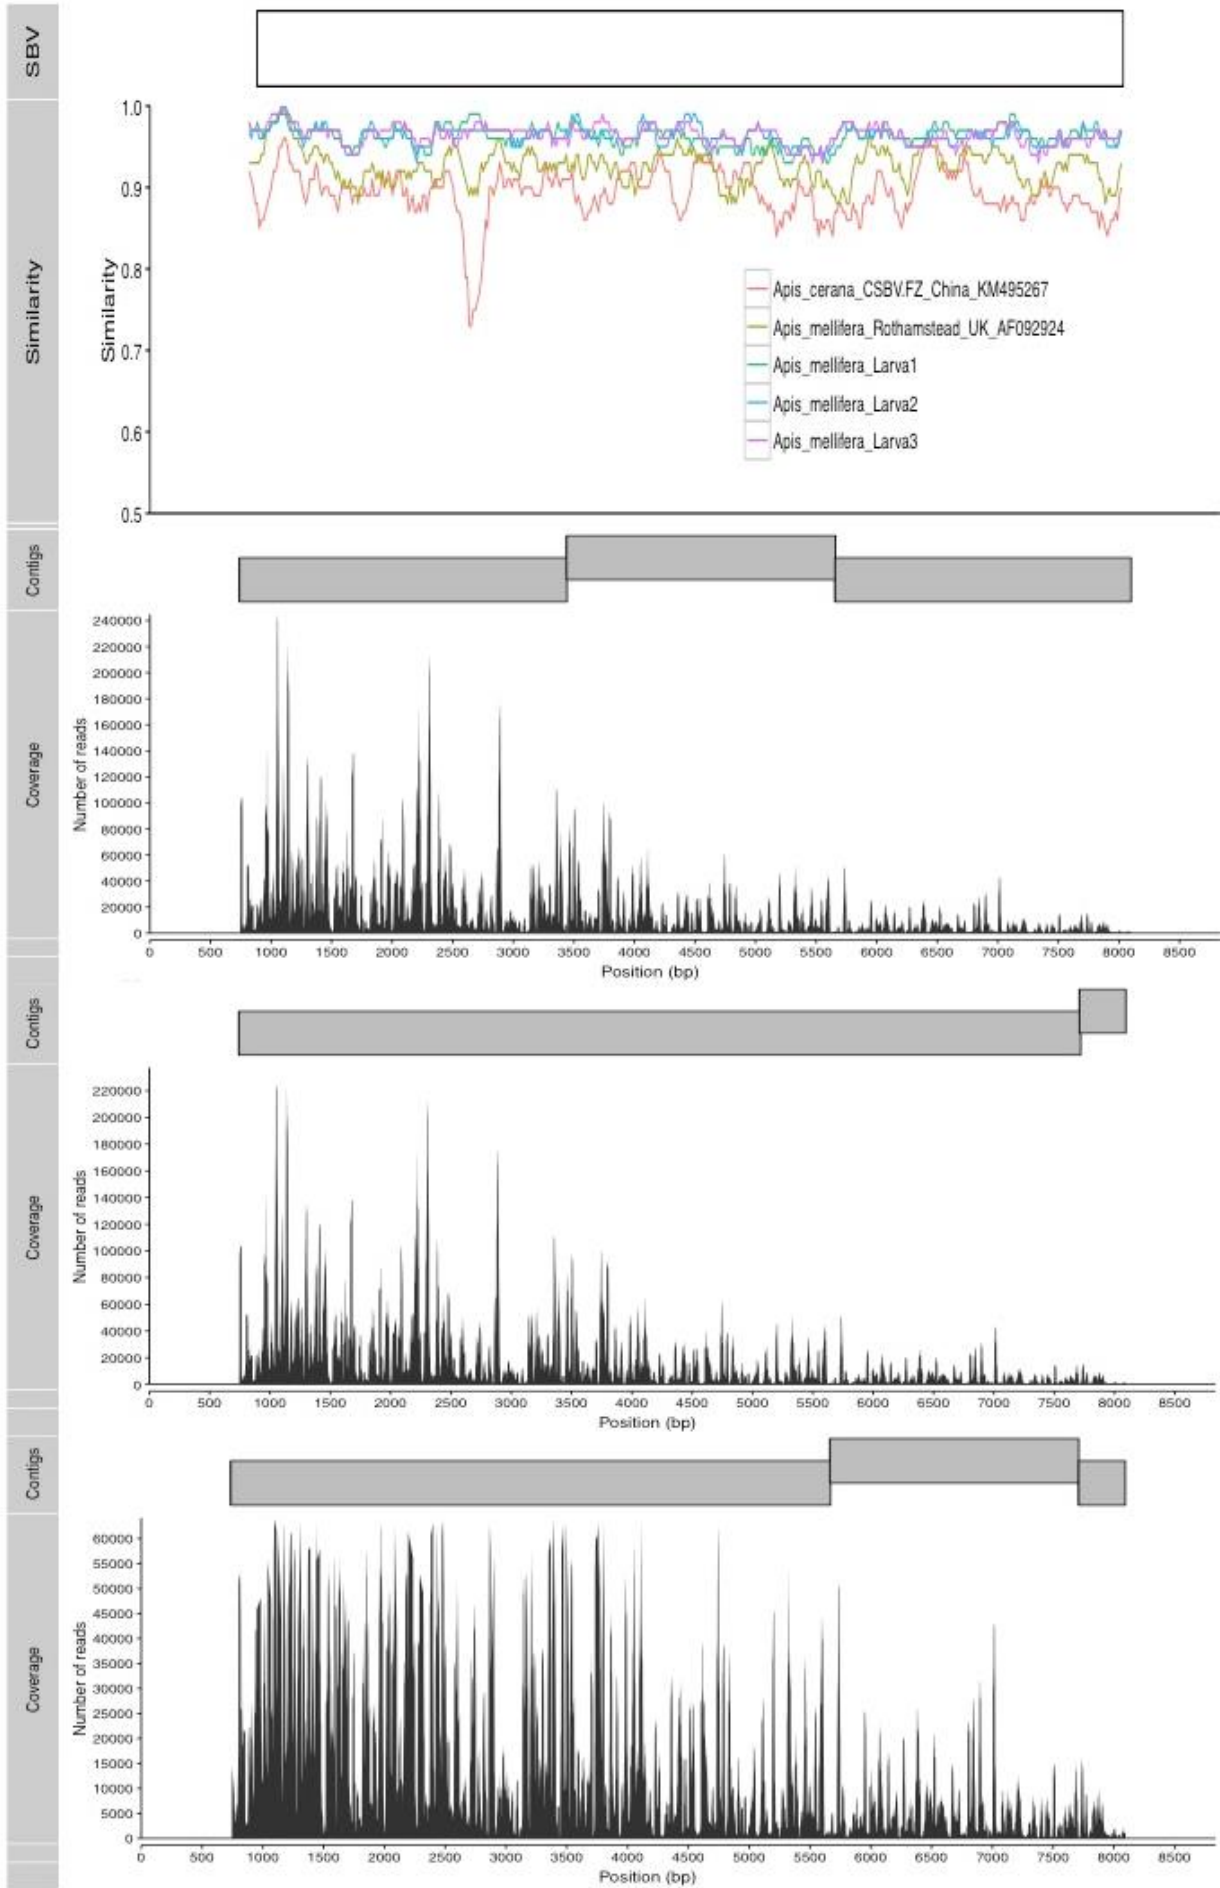 SBV
Similarity
Similarity
1.0
0.9
0.8
0.7
0.6
0.5
Apis_cerana_CSBV.FZ_China_KM495267
Apis_mellifera_Rothamstead_UK_AF092924
Apis_mellifera_Larva1
Apis_mellifera_Larva2
Apis_mellifera_Larva3
Contigs
Coverage
Number of reads
240000
220000
200000
180000
160000
140000
120000
100000
80000
60000
40000
20000
0
0 500 1000 1500 2000 2500 3000 3500 4000 4500 5000 5500 6000 6500 7000 7500 8000 8500
Position (bp)
Contigs
Coverage
Number of reads
220000
200000
180000
160000
140000
120000
100000
80000
60000
40000
20000
0
0 500 1000 1500 2000 2500 3000 3500 4000 4500 5000 5500 6000 6500 7000 7500 8000 8500
Position (bp)
Contigs
Coverage
Number of reads
60000
55000
50000
45000
40000
35000
30000
25000
20000
15000
10000
5000
0
0 500 1000 1500 2000 2500 3000 3500 4000 4500 5000 5500 6000 6500 7000 7500 8000 8500
Position (bp)